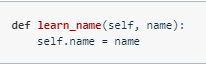 def learn_name(self, name):
    self.name = name